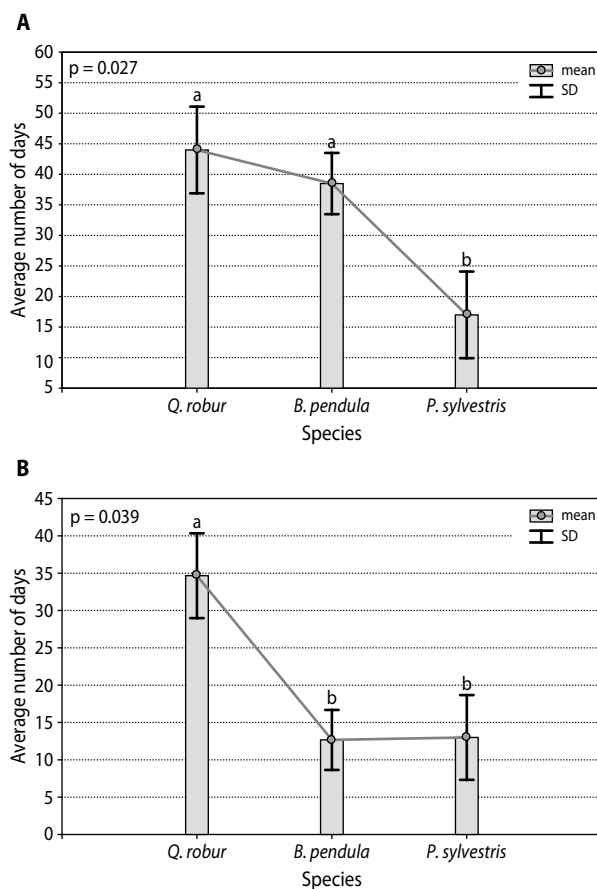 A
60
p = 0.027
mean
55
SD
50
a
45
a
40
35
30
25
b
20
15
10
5
Average number of days
Q. robur B. pendula P. sylvestris
Species
B
45
p = 0.039
mean
a
SD
40
35
30
25
20
b b
15
10
5
0
Average number of days
Q. robur B. pendula P. sylvestris
Species